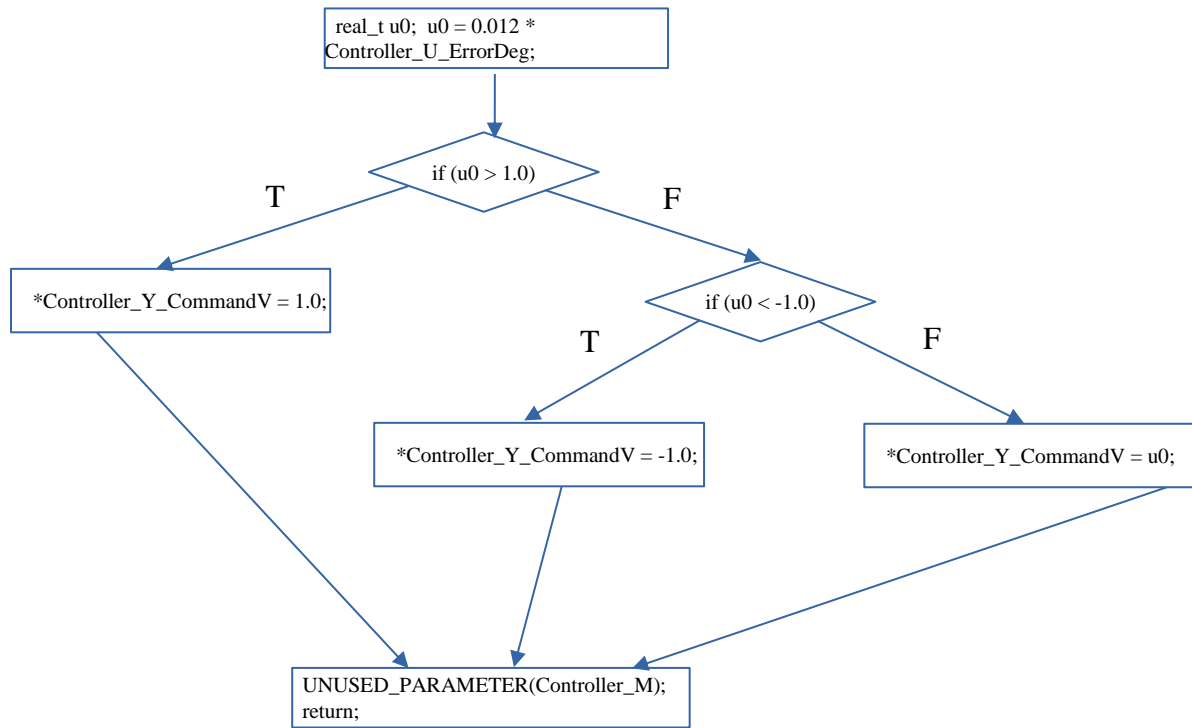 real_t u0;  u0 = 0.012 *
Controller_U_ErrorDeg;
if (u0 > 1.0)
T
F
*Controller_Y_CommandV = 1.0;
if (u0 < -1.0)
T
F
*Controller_Y_CommandV = -1.0;
*Controller_Y_CommandV = u0;
UNUSED_PARAMETER(Controller_M);
return;